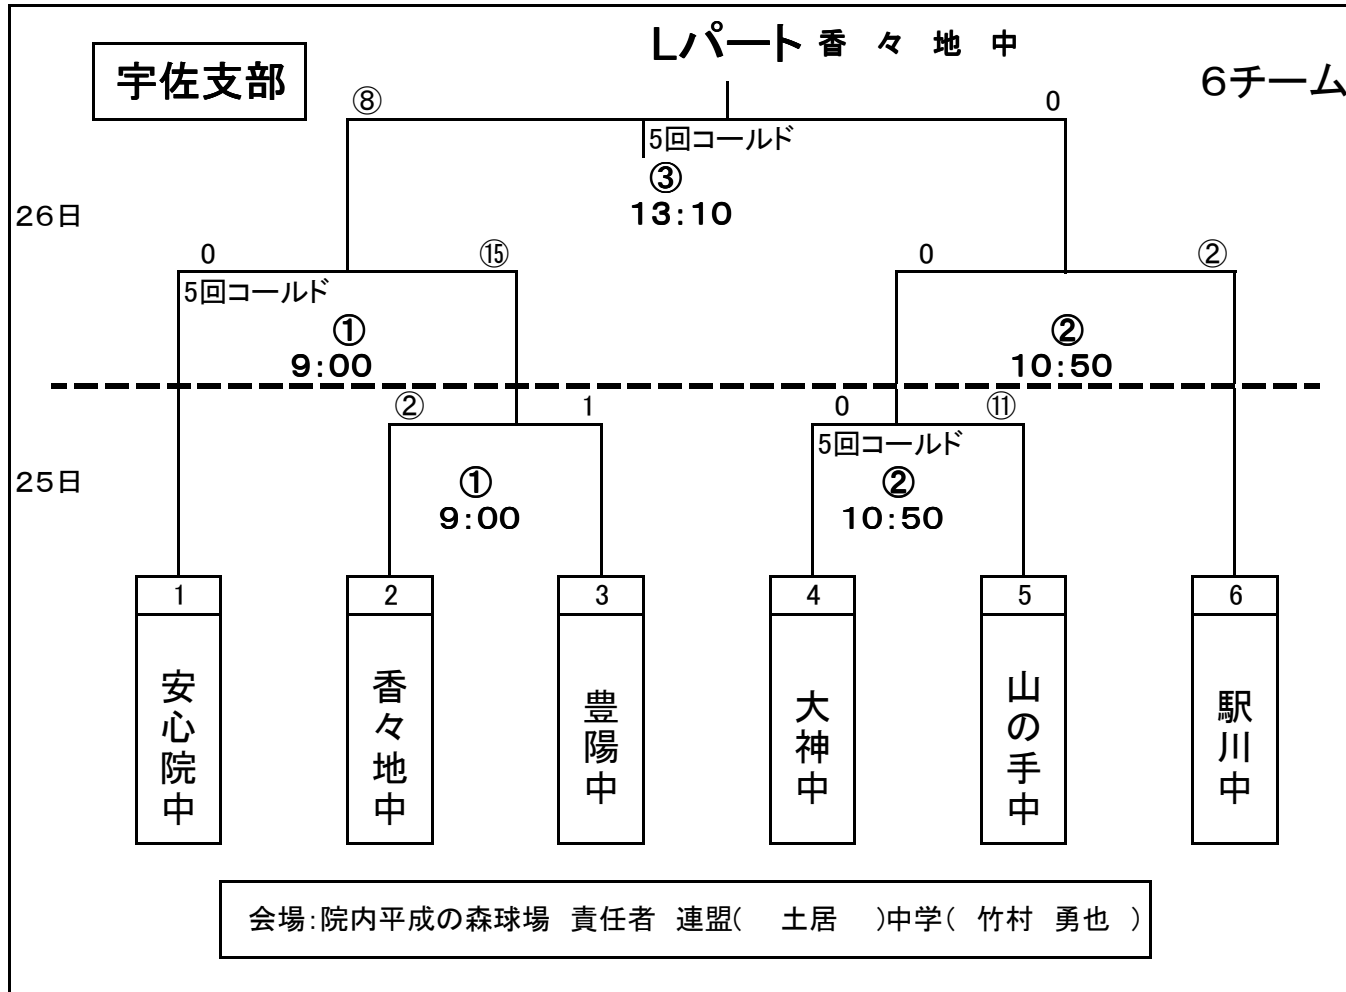 Lパート 香々地中
宇佐支部
6チーム
⑧ 0
5回コールド
③
13:10
26日
0 ⑮ 0 ②
5回コールド
① ②
9:00 10:50
② 1 0 ⑪
5回コールド
25日
① ②
9:00 10:50
1 2 3 4 5 6
安心院中
香々地中
豊陽中
大神中
山の手中
駅川中
会場:院内平成の森球場 責任者 連盟( 土居 )中学( 竹村 勇也 )